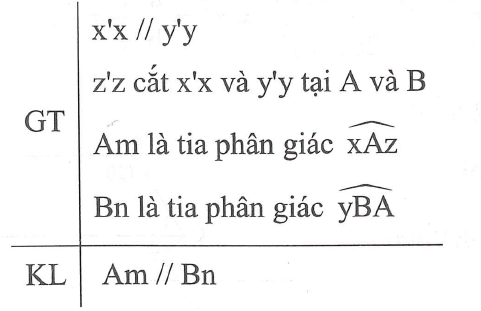 x'x // y'y
z'z cắt x'x và y'y tại A và B
GT
Am là tia phân giác xAz
Bn là tia phân giác yBA
KL Am // Bn